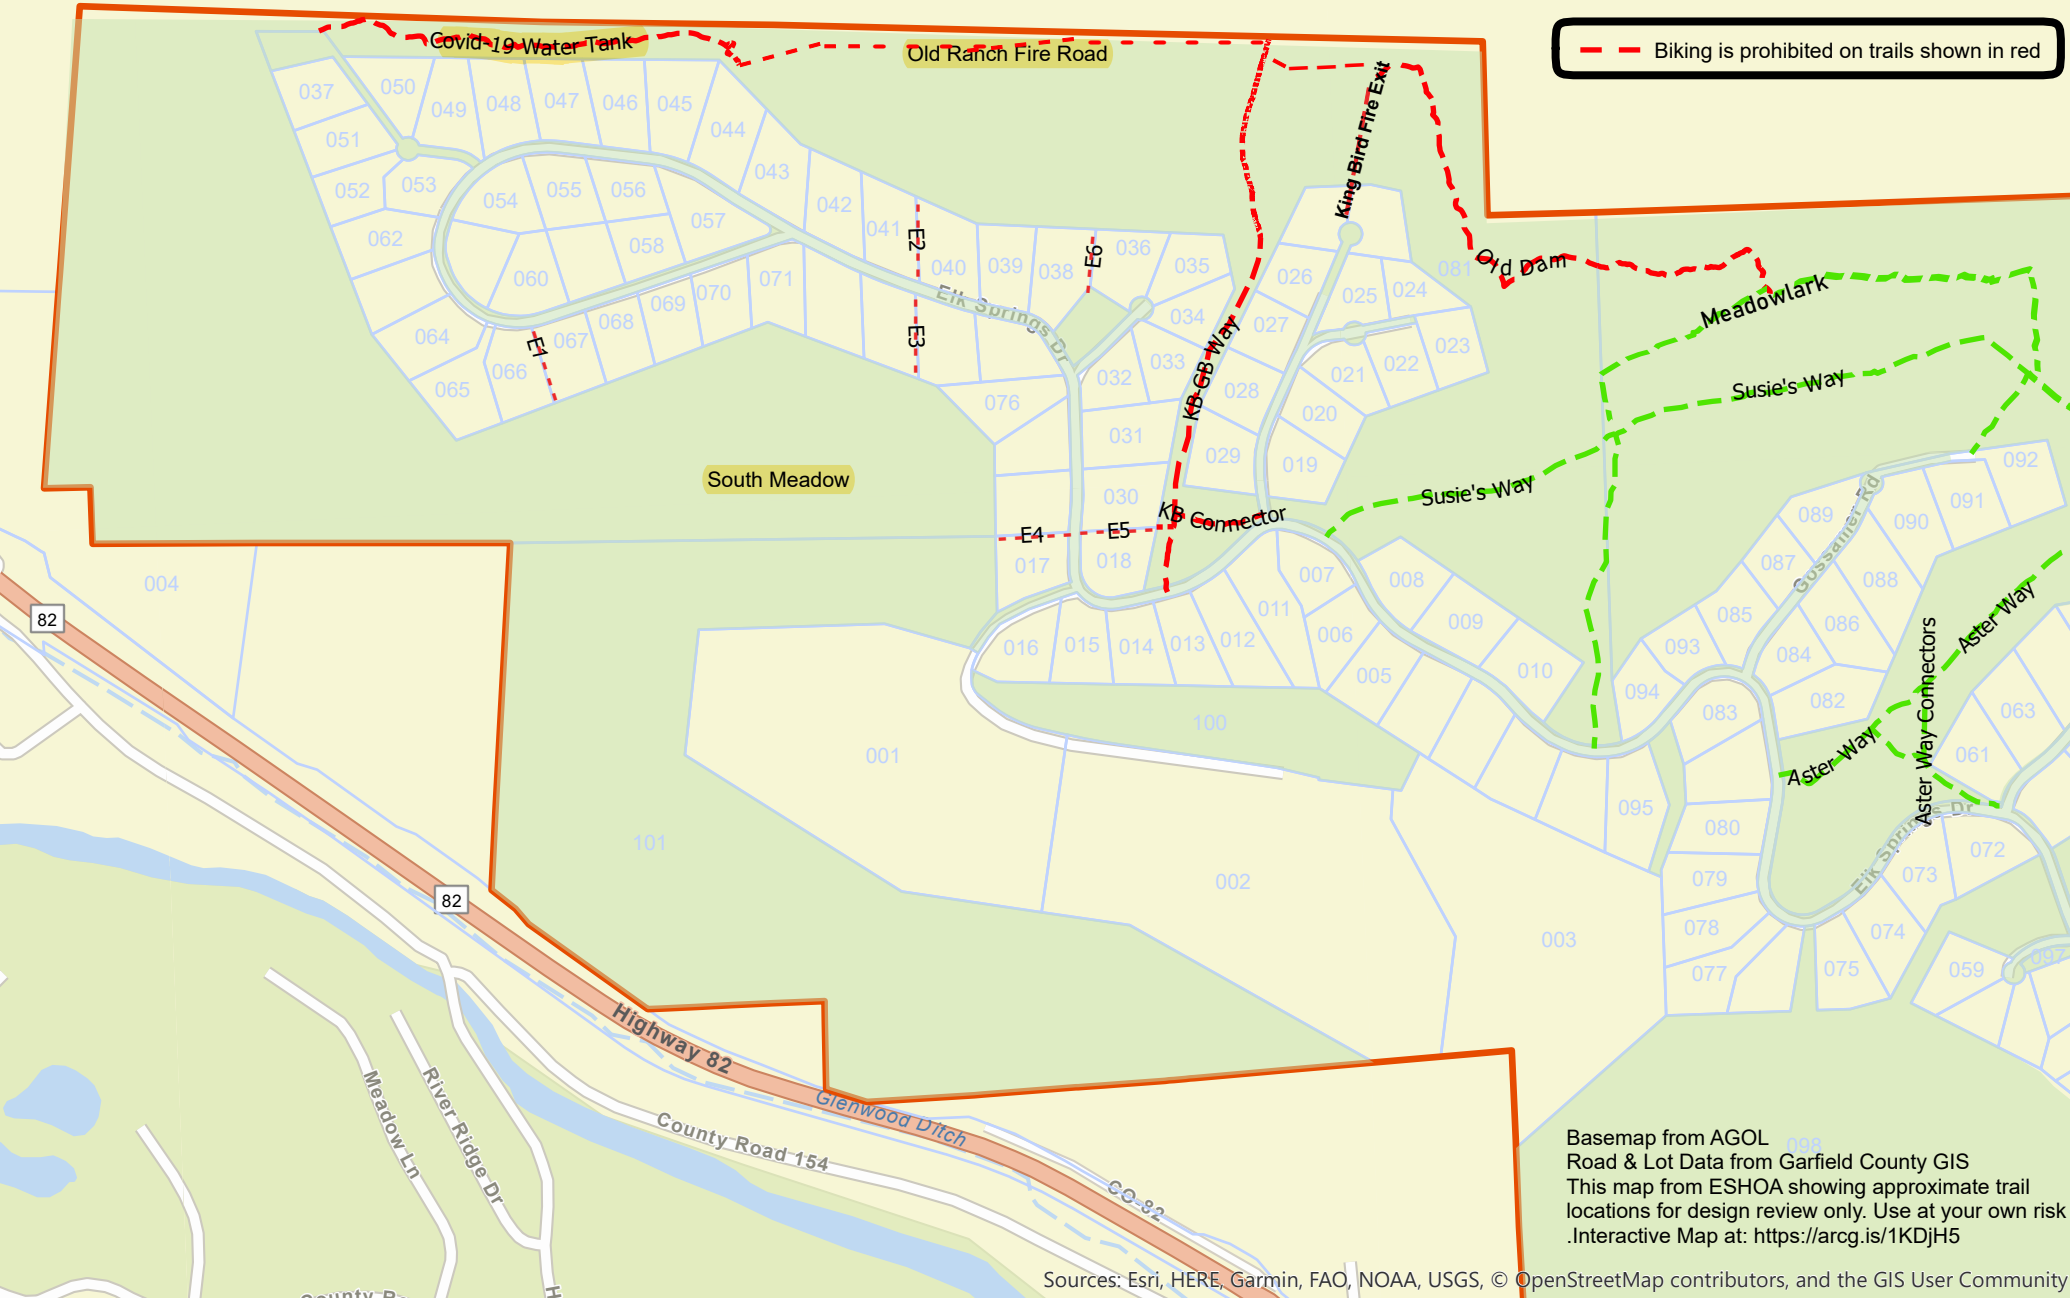 Biking is prohibited on trails shown in red
Covid-19 Water Tank
Old Ranch Fire Road
King Bird Fire Exit
037
050
049
048
047
046
045
044
043
051
052
053
054
055
056
057
042
041
E2
040
039
038
E6
036
035
062
058
060
071
070
069
068
067
E1
066
065
064
E3
Elk Springs Dr
034
033
032
076
031
030
KB-GB Way
026
025
024
081
027
028
029
023
022
021
020
019
Old Dam
Meadowlark
Susie's Way
Susie's Way
South Meadow
KB Connector
E4
E5
017
018
004
82
016
015
014
013
012
011
007
006
005
008
009
010
092
091
090
089
088
087
086
085
084
093
094
082
083
Gossamer Rd
Aster Way
Aster Way Connectors
Aster Way
063
061
Elk Springs Dr
100
001
101
002
003
095
080
079
078
077
072
073
074
075
059
097
82
Highway 82
Glenwood Ditch
County Road 154
Meadow Ln
River Ridge Dr
CO-82
098
Basemap from AGOL
Road & Lot Data from Garfield County GIS
This map from ESHOA showing approximate trail
locations for design review only. Use at your own risk
.Interactive Map at: https://arcg.is/1KDjH5
Sources: Esri, HERE, Garmin, FAO, NOAA, USGS, © OpenStreetMap contributors, and the GIS User Community